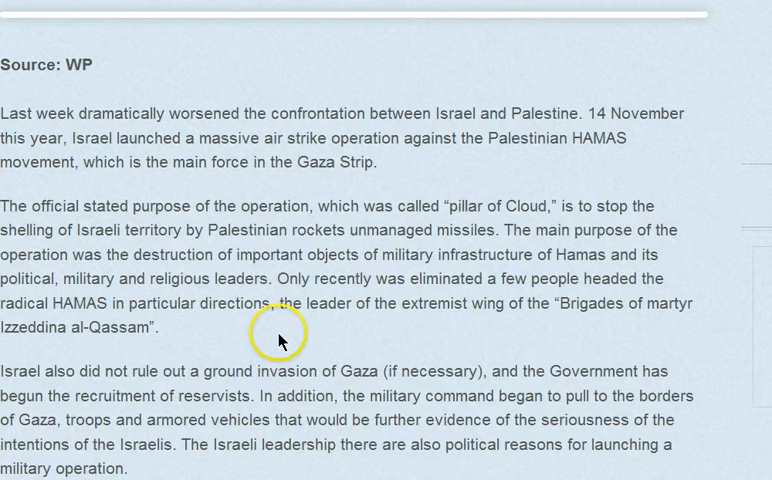 Source: WP
Last week dramatically worsened the confrontation between Israel and Palestine. 14 November
this year, Israel launched a massive air strike operation against the Palestinian HAMAS
movement, which is the main force in the Gaza Strip.
The official stated purpose of the operation, which was called “pillar of Cloud,” is to stop the
shelling of Israeli territory by Palestinian rockets unmanaged missiles. The main purpose of the
operation was the destruction of important objects of military infrastructure of Hamas and its
political, military and religious leaders. Only recently was eliminated a few people headed the
radical HAMAS in particular directions, the leader of the extremist wing of the “Brigades of martyr
Izzeddina al-Qassam”.
Israel also did not rule out a ground invasion of Gaza (if necessary), and the Government has
begun the recruitment of reservists. In addition, the military command began to pull to the borders
of Gaza, troops and armored vehicles that would be further evidence of the seriousness of the
intentions of the Israelis. The Israeli leadership there are also political reasons for launching a
military operation.